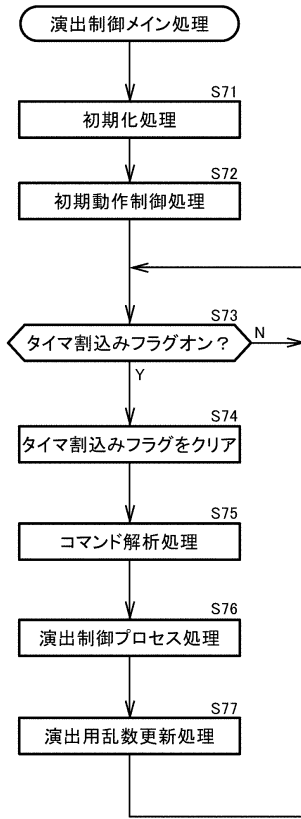 演出制御メイン処理
S71
初期化処理
S72
初期動作制御処理
S73
タイマ割込みフラグオン？
N
Y
S74
タイマ割込みフラグをクリア
S75
コマンド解析処理
S76
演出制御プロセス処理
S77
演出用乱数更新処理